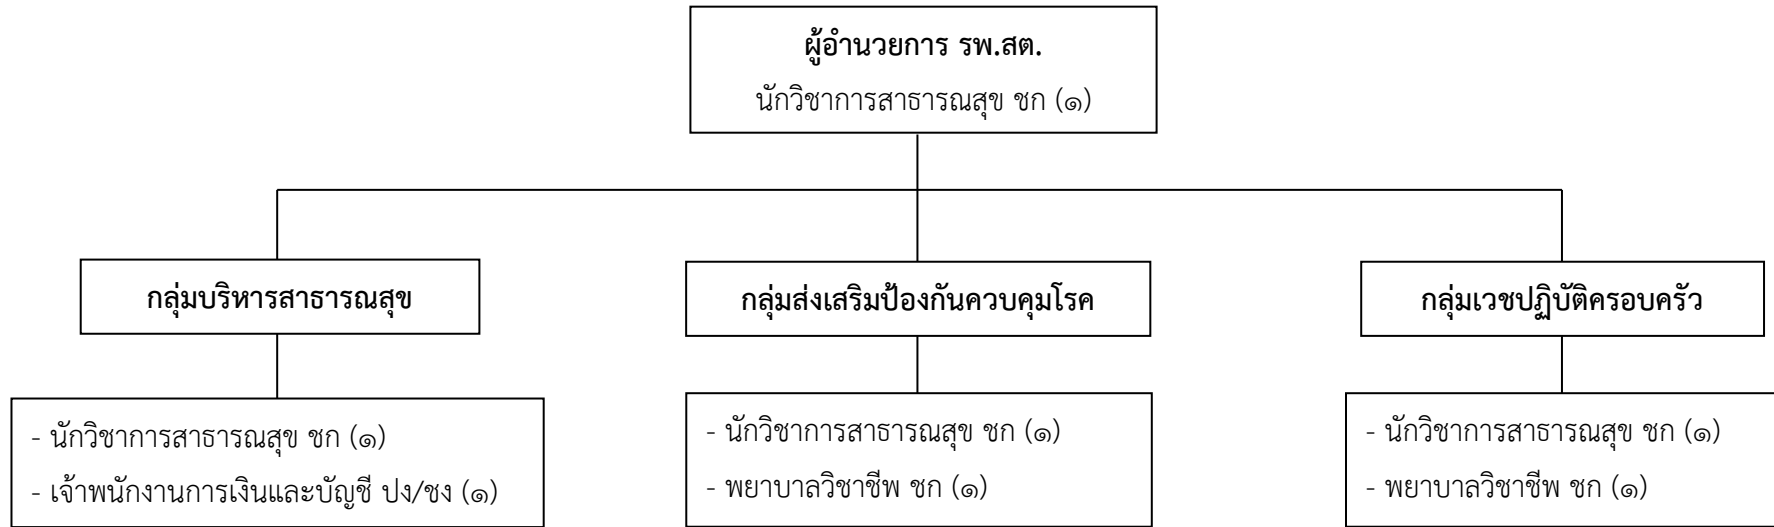 ผู้อำนวยการ รพ.สต.
นักวิชาการสาธารณสุข ชก (๑)
กลุ่มบริหารสาธารณสุข
- นักวิชาการสาธารณสุข ชก (๑)
- เจ้าพนักงานการเงินและบัญชี ปง/ชง (๑)
กลุ่มส่งเสริมป้องกันควบคุมโรค
- นักวิชาการสาธารณสุข ชก (๑)
- พยาบาลวิชาชีพ ชก (๑)
กลุ่มเวชปฏิบัติครอบครัว
- นักวิชาการสาธารณสุข ชก (๑)
- พยาบาลวิชาชีพ ชก (๑)